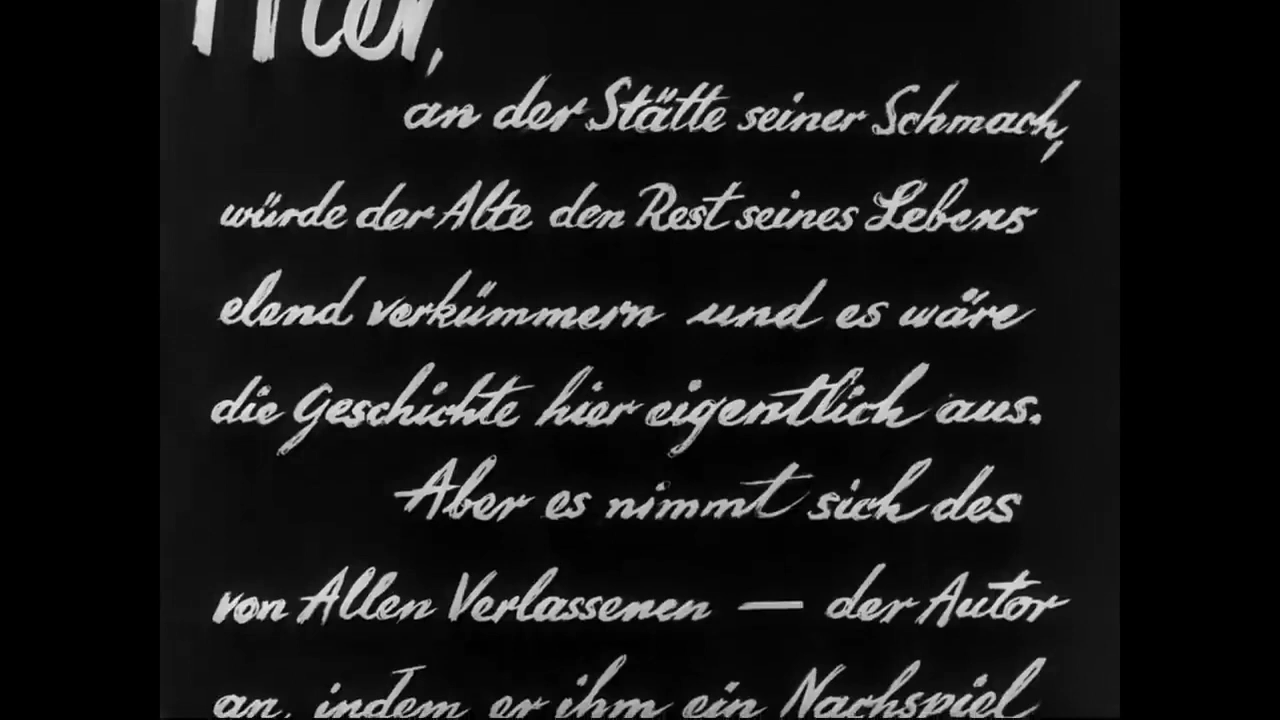 Hier,
an der Stätte seiner Schmach,
würde der Alte den Rest seines Lebens
elend verkümmern und es wäre
die Geschichte hier eigentlich aus.
Aber es nimmt sich des
von Allen Verlassenen — der Autor
an, indem er ihm ein Nachspiel